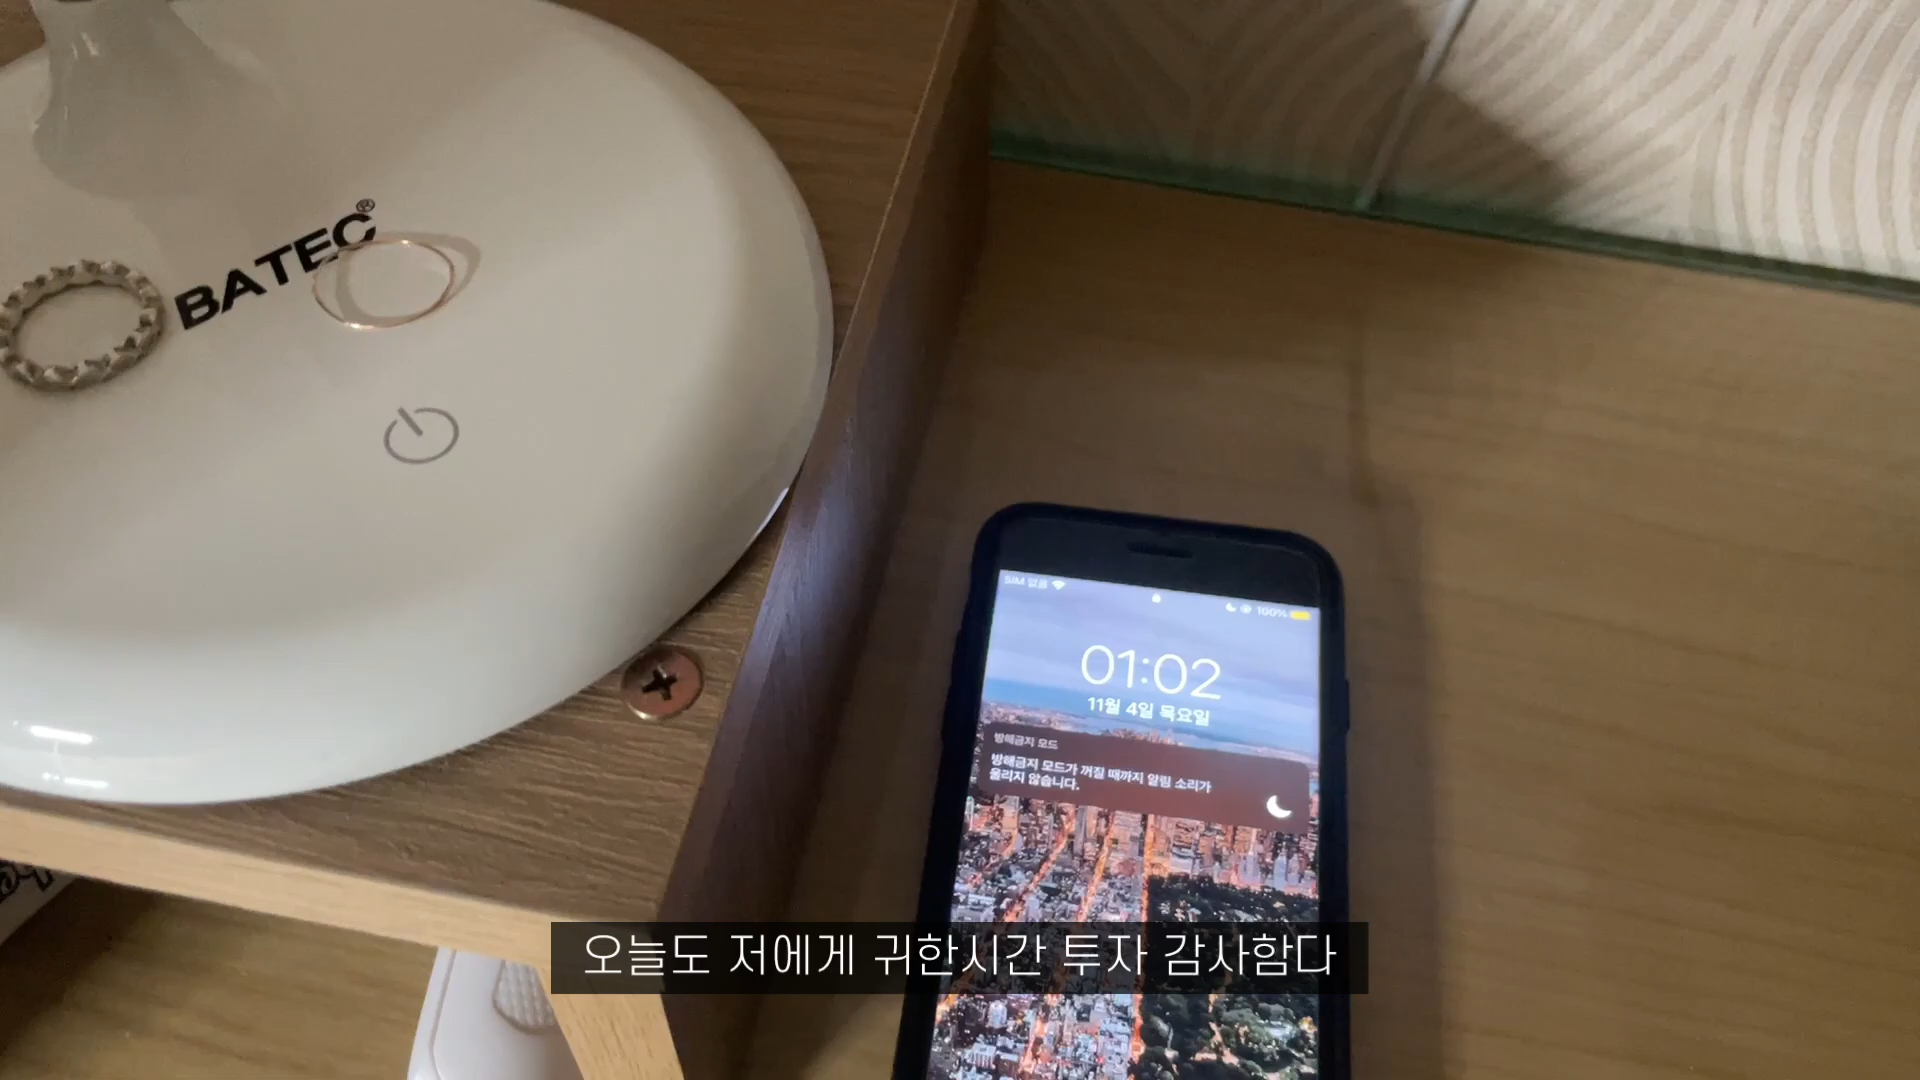 BATEC®
SIM 없음
100%
01:02
11월 4일 목요일
방해금지 모드
방해금지 모드가 꺼질 때까지 알림 소리가
울리지 않습니다.
오늘도 저에게 귀한시간 투자 감사함다